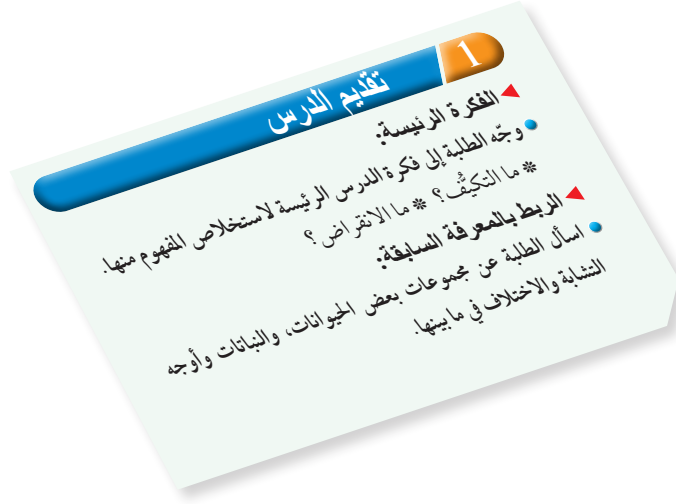 1 تقديم الدرس
الفكرة الرئيسة:
وجّه الطلبة إلى فكرة الدرس الرئيسة لاستخلاص المفهوم منها.
* ما التكيُّف؟ * ما الانقراض؟
الربط بالمعرفة السابقة:
اسأل الطلبة عن مجموعات بعض الحيوانات، والنباتات وأوجه
التشابة والاختلاف في ما بينها.